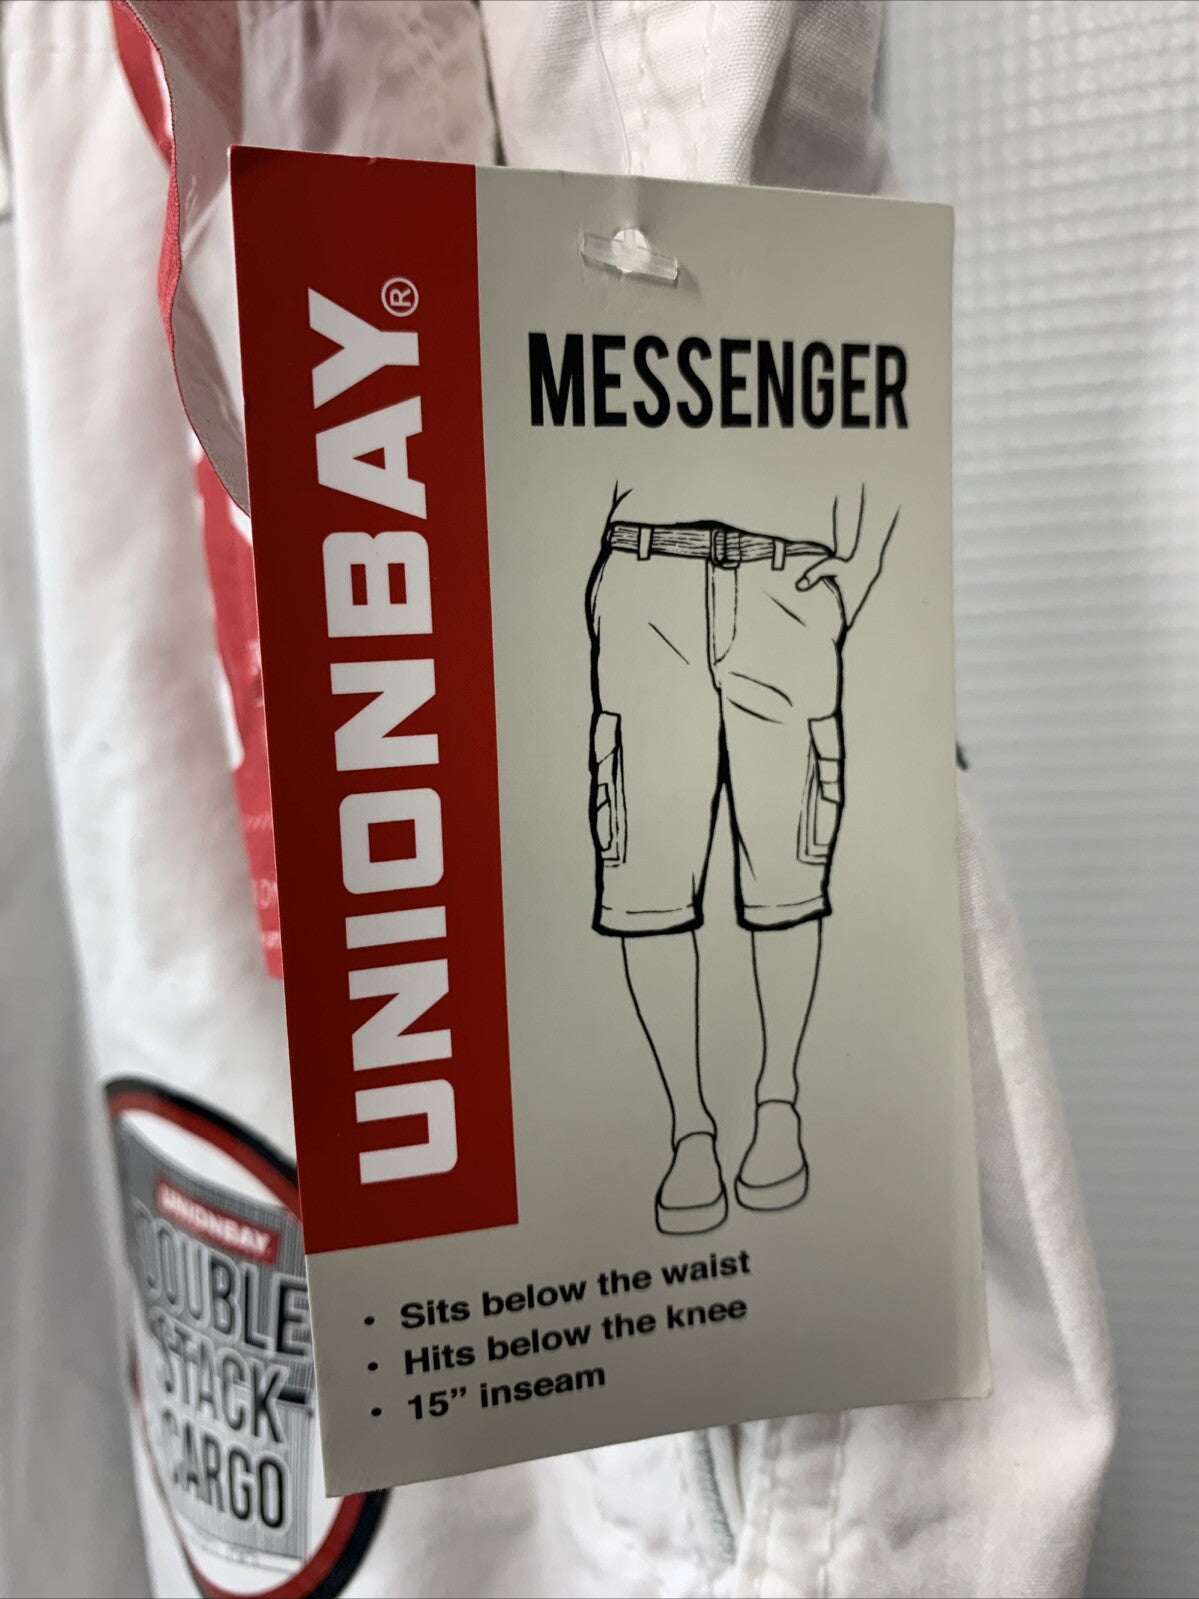 UNIONBAY®
MESSENGER
• Sits below the waist
• Hits below the knee
• 15” inseam
UNIONBAY
DOUBLE
STACK
CARGO